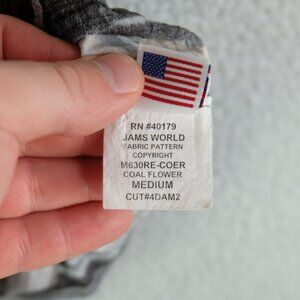 RN #40179
JAMS WORLD
FABRIC PATTERN
COPYRIGHT
M630RE-COER
COAL FLOWER
MEDIUM
CUT#4DAM2